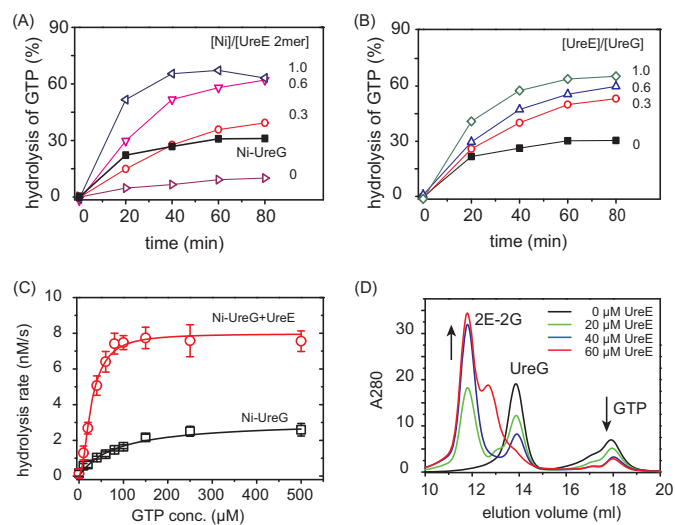 (A)
[Ni]/[UreE 2mer]
hydrolysis of GTP (%)
90
60
30
0
1.0
0.6
0.3
Ni-UreG
0
0 20 40 60 80
time (min)
(B)
[UreE]/[UreG]
hydrolysis of GTP (%)
90
60
30
0
1.0
0.6
0.3
0
0 20 40 60 80
time (min)
(C)
hydrolysis rate (nM/s)
10
8
6
4
2
0
Ni-UreG+UreE
Ni-UreG
0 100 200 300 400 500
GTP conc. (µM)
(D)
A280
30
20
10
0
2E-2G
UreG
GTP
0 µM UreE
20 µM UreE
40 µM UreE
60 µM UreE
10 12 14 16 18 20
elution volume (ml)